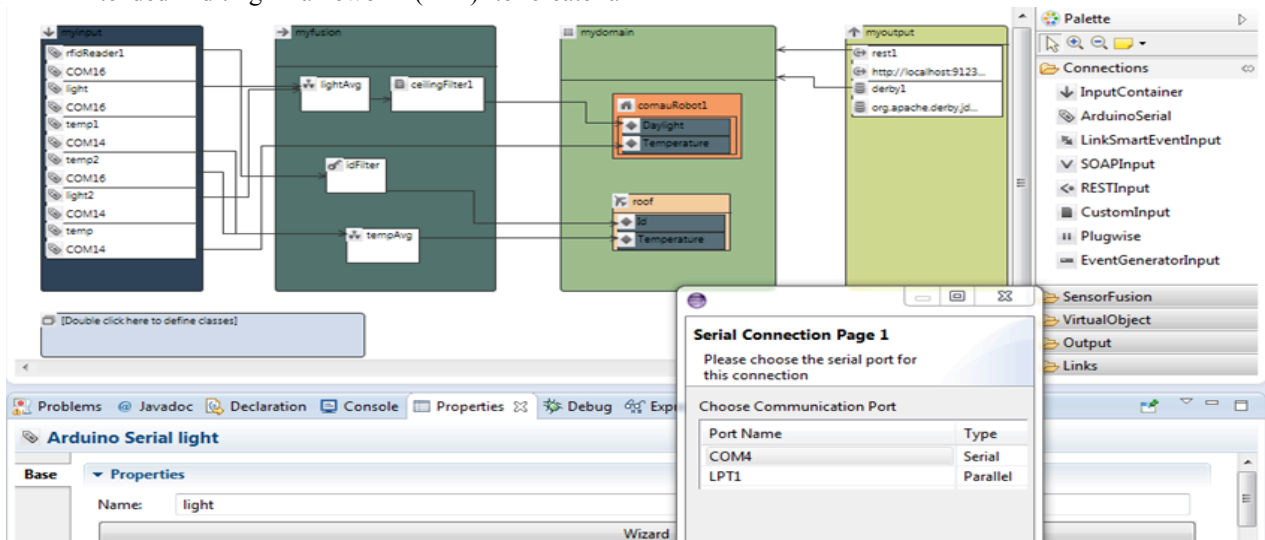 myinput
rfidReader1
COM16
light
COM16
temp1
COM14
temp2
COM16
light2
COM14
temp
COM14
myfusion
lightAvg
ceilingFilter1
idFilter
tempAvg
mydomain
comauRobot1
Daylight
Temperature
roof
Id
Temperature
myoutput
rest1
http://localhost:9123...
derby1
org.apache.derby.jd...
[Double click here to define classes]
Palette
Connections
InputContainer
ArduinoSerial
LinkSmartEventInput
SOAPInput
RESTInput
CustomInput
Plugwise
EventGeneratorInput
SensorFusion
VirtualObject
Output
Links
Serial Connection Page 1
Please choose the serial port for
this connection
Choose Communication Port
Port Name Type
COM4 Serial
LPT1 Parallel
Problems @ Javadoc Declaration Console Properties Debug Exp
Arduino Serial light
Base
Properties
Name: light
Wizard